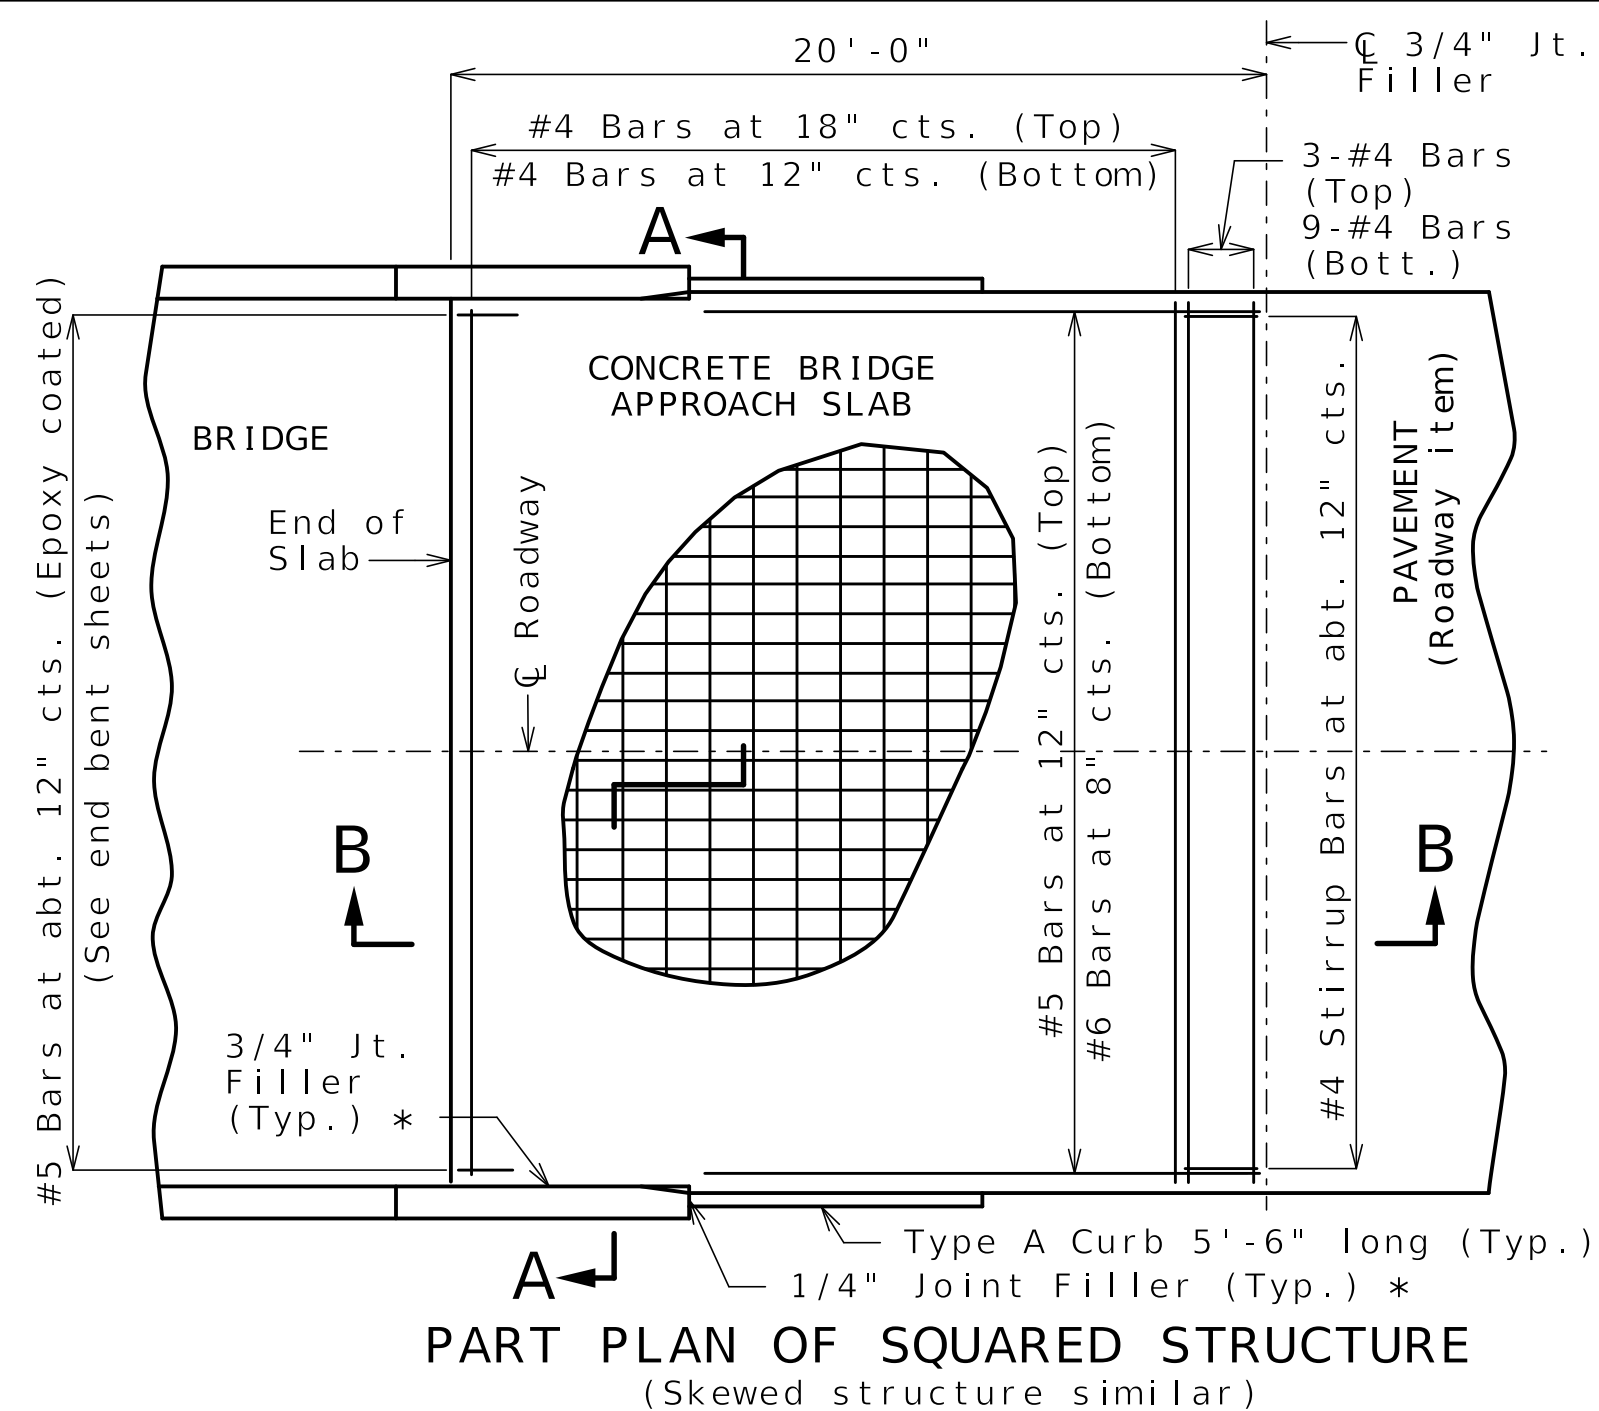 20'-0"
℄ 3/4" Jt.
Filler
#4 Bars at 18" cts. (Top)
#4 Bars at 12" cts. (Bottom)
3-#4 Bars
(Top)
9-#4 Bars
(Bott.)
A
CONCRETE BRIDGE
APPROACH SLAB
BRIDGE
End of
Slab
℄ Roadway
#5 Bars at abt. 12" cts. (Epoxy coated)
(See end bent sheets)
#5 Bars at 12" cts. (Top)
#6 Bars at 8" cts. (Bottom)
#4 Stirrup Bars at abt. 12" cts.
PAVEMENT
(Roadway item)
B
B
3/4" Jt.
Filler
(Typ.) *
Type A Curb 5'-6" long (Typ.)
A
1/4" Joint Filler (Typ.) *
PART PLAN OF SQUARED STRUCTURE
(Skewed structure similar)